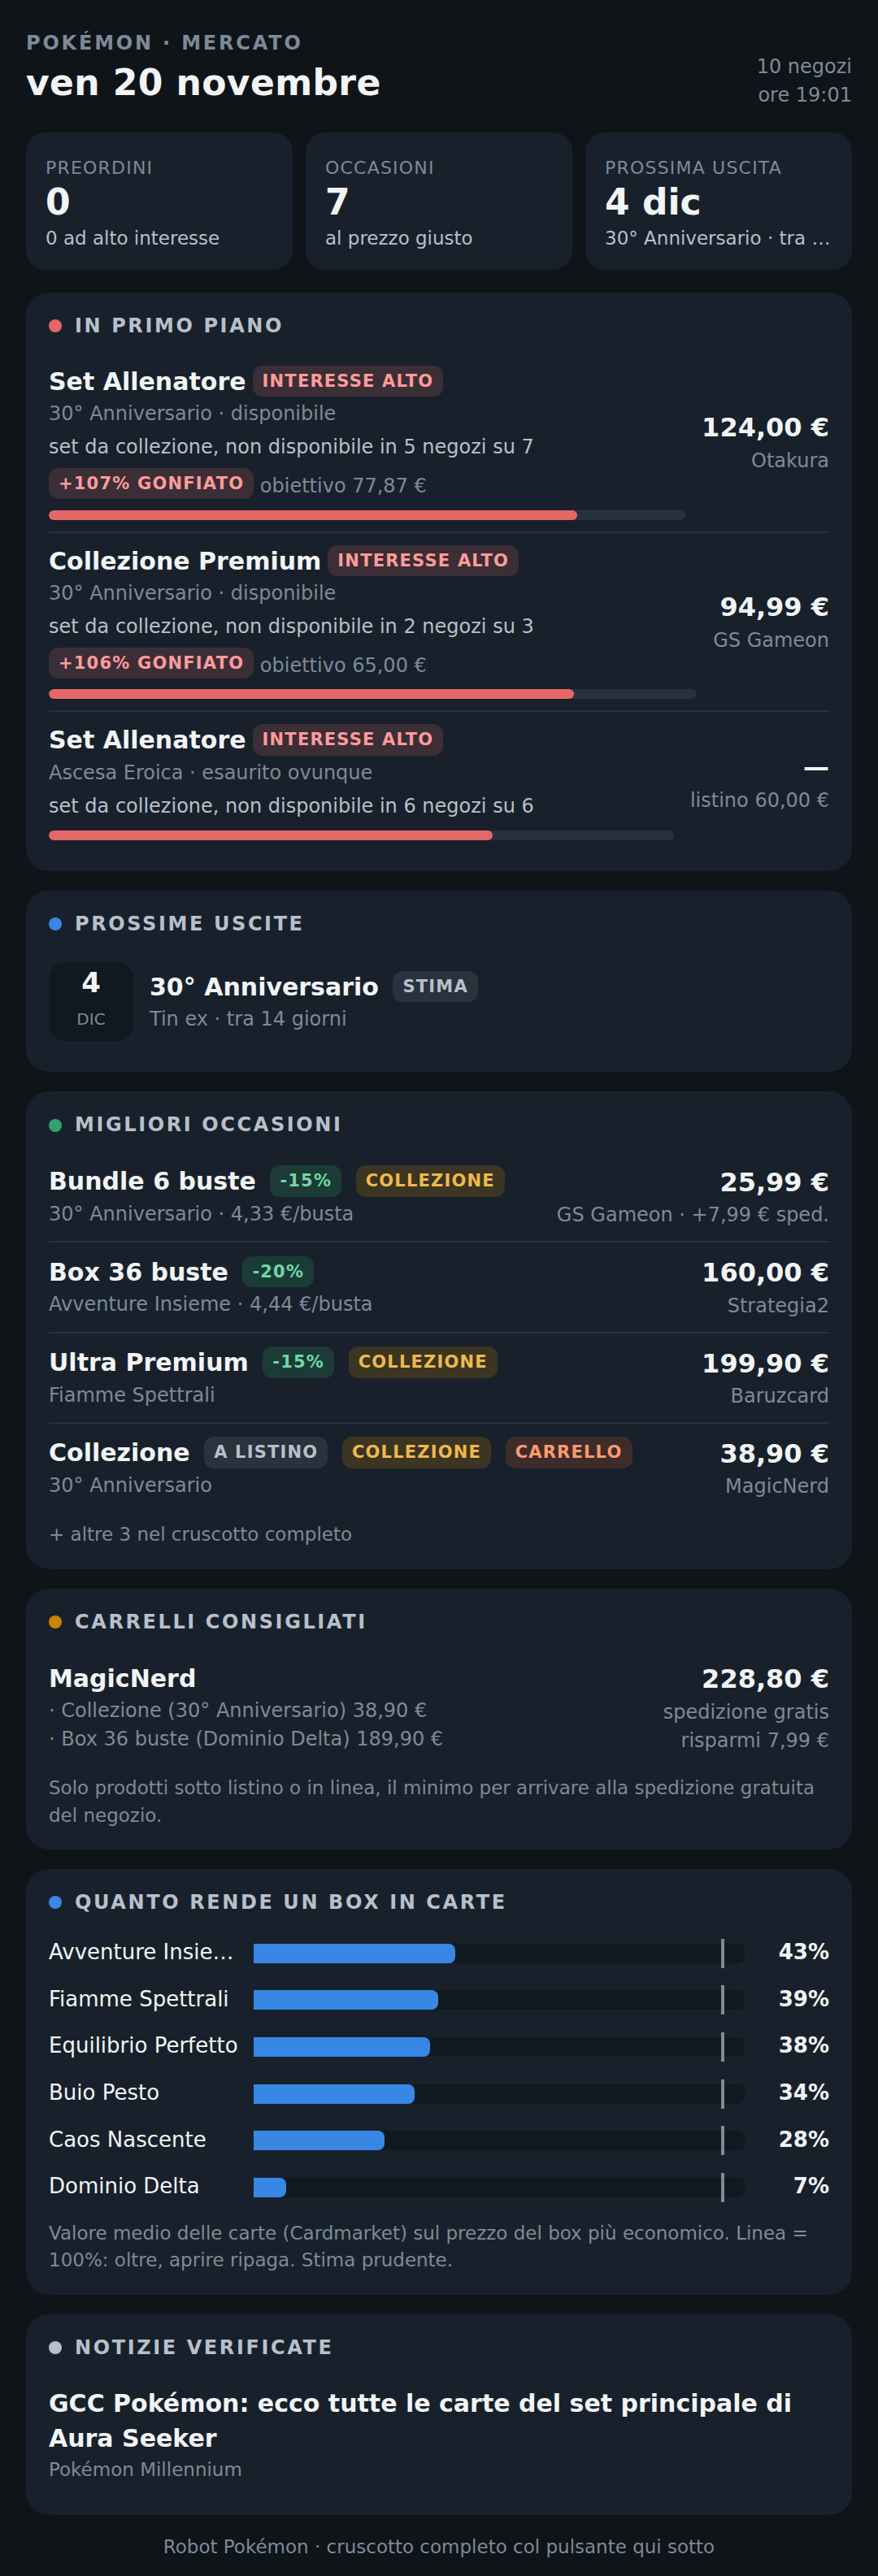 POKÉMON · MERCATO
ven 20 novembre
10 negozi
ore 19:01
PREORDINI
0
0 ad alto interesse
OCCASIONI
7
al prezzo giusto
PROSSIMA USCITA
4 dic
30° Anniversario · tra …
IN PRIMO PIANO
Set Allenatore INTERESSE ALTO
30° Anniversario · disponibile
set da collezione, non disponibile in 5 negozi su 7
+107% GONFIATO obiettivo 77,87 €
124,00 €
Otakura
Collezione Premium INTERESSE ALTO
30° Anniversario · disponibile
set da collezione, non disponibile in 2 negozi su 3
+106% GONFIATO obiettivo 65,00 €
94,99 €
GS Gameon
Set Allenatore INTERESSE ALTO
Ascesa Eroica · esaurito ovunque
set da collezione, non disponibile in 6 negozi su 6
—
listino 60,00 €
PROSSIME USCITE
4
DIC
30° Anniversario STIMA
Tin ex · tra 14 giorni
MIGLIORI OCCASIONI
Bundle 6 buste -15% COLLEZIONE
30° Anniversario · 4,33 €/busta
25,99 €
GS Gameon · +7,99 € sped.
Box 36 buste -20%
Avventure Insieme · 4,44 €/busta
160,00 €
Strategia2
Ultra Premium -15% COLLEZIONE
Fiamme Spettrali
199,90 €
Baruzcard
Collezione A LISTINO COLLEZIONE CARRELLO
30° Anniversario
38,90 €
MagicNerd
+ altre 3 nel cruscotto completo
CARRELLI CONSIGLIATI
MagicNerd
· Collezione (30° Anniversario) 38,90 €
· Box 36 buste (Dominio Delta) 189,90 €
228,80 €
spedizione gratis
risparmi 7,99 €
Solo prodotti sotto listino o in linea, il minimo per arrivare alla spedizione gratuita
del negozio.
QUANTO RENDE UN BOX IN CARTE
Avventure Insie… 43%
Fiamme Spettrali 39%
Equilibrio Perfetto 38%
Buio Pesto 34%
Caos Nascente 28%
Dominio Delta 7%
Valore medio delle carte (Cardmarket) sul prezzo del box più economico. Linea =
100%: oltre, aprire ripaga. Stima prudente.
NOTIZIE VERIFICATE
GCC Pokémon: ecco tutte le carte del set principale di
Aura Seeker
Pokémon Millennium
Robot Pokémon · cruscotto completo col pulsante qui sotto